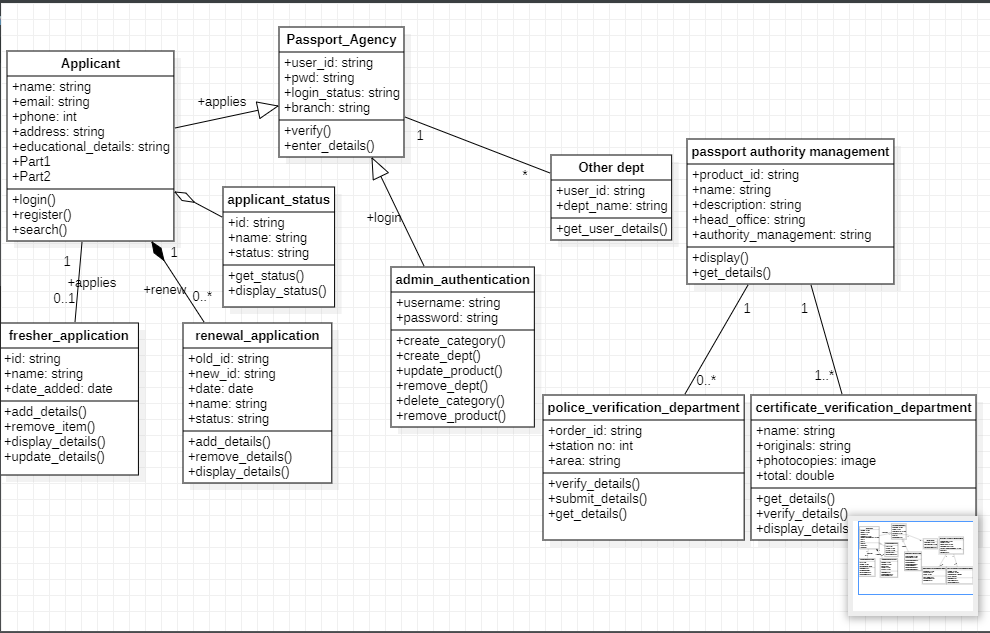 Applicant
+name: string
+email: string
+phone: int
+address: string
+educational_details: string
+Part1
+Part2
+login()
+register()
+search()
+applies
Passport_Agency
+user_id: string
+pwd: string
+login_status: string
+branch: string
+verify()
+enter_details()
1
*
Other dept
+user_id: string
+dept_name: string
+get_user_details()
passport authority management
+product_id: string
+name: string
+description: string
+head_office: string
+authority_management: string
+display()
+get_details()
applicant_status
+id: string
+name: string
+status: string
+get_status()
+display_status()
+login
1
+applies
0..1
1
+renew
0..*
admin_authentication
+username: string
+password: string
+create_category()
+create_dept()
+update_product()
+remove_dept()
+delete_category()
+remove_product()
1
0..*
1
1..*
fresher_application
+id: string
+name: string
+date_added: date
+add_details()
+remove_item()
+display_details()
+update_details()
renewal_application
+old_id: string
+new_id: string
+date: date
+name: string
+status: string
+add_details()
+remove_details()
+display_details()
police_verification_department
+order_id: string
+station no: int
+area: string
+verify_details()
+submit_details()
+get_details()
certificate_verification_department
+name: string
+originals: string
+photocopies: image
+total: double
+get_details()
+verify_details()
+display_details